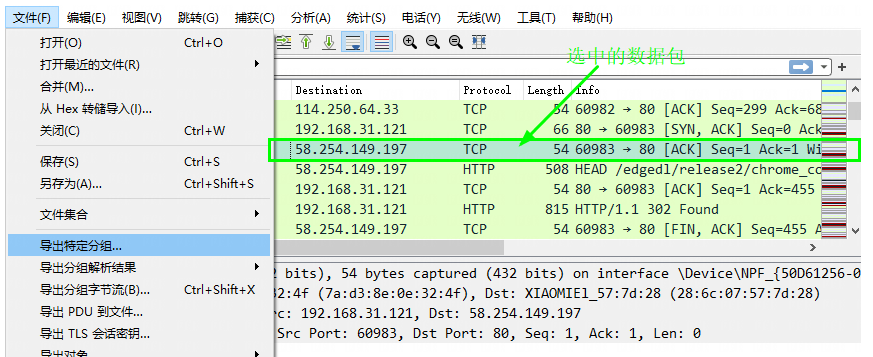 文件(F) 编辑(E) 视图(V) 跳转(G) 捕获(C) 分析(A) 统计(S) 电话(Y) 无线(W) 工具(T) 帮助(H)
打开(O) Ctrl+O
打开最近的文件(R)
合并(M)...
从 Hex 转储导入(I)...
关闭(C) Ctrl+W
保存(S) Ctrl+S
另存为(A)... Ctrl+Shift+S
文件集合
导出特定分组...
导出分组解析结果
导出分组字节流(B)... Ctrl+Shift+X
导出 PDU 到文件...
导出 TLS 会话密钥...
导出对象
选中的数据包
Destination Protocol Length Info
114.250.64.33 TCP 54 60982 → 80 [ACK] Seq=299 Ack=68
192.168.31.121 TCP 66 80 → 60983 [SYN, ACK] Seq=0 Ack
58.254.149.197 TCP 54 60983 → 80 [ACK] Seq=1 Ack=1 Wi
58.254.149.197 HTTP 508 HEAD /edgedl/release2/chrome_co
192.168.31.121 TCP 54 80 → 60983 [ACK] Seq=1 Ack=455
192.168.31.121 HTTP 815 HTTP/1.1 302 Found
58.254.149.197 TCP 54 60983 → 80 [FIN, ACK] Seq=455 A
2 bits), 54 bytes captured (432 bits) on interface \Device\NPF_{50D61256-0
32:4f (7a:d3:8e:0e:32:4f), Dst: XIAOMIEl_57:7d:28 (28:6c:07:57:7d:28)
rc: 192.168.31.121, Dst: 58.254.149.197
Src Port: 60983, Dst Port: 80, Seq: 1, Ack: 1, Len: 0